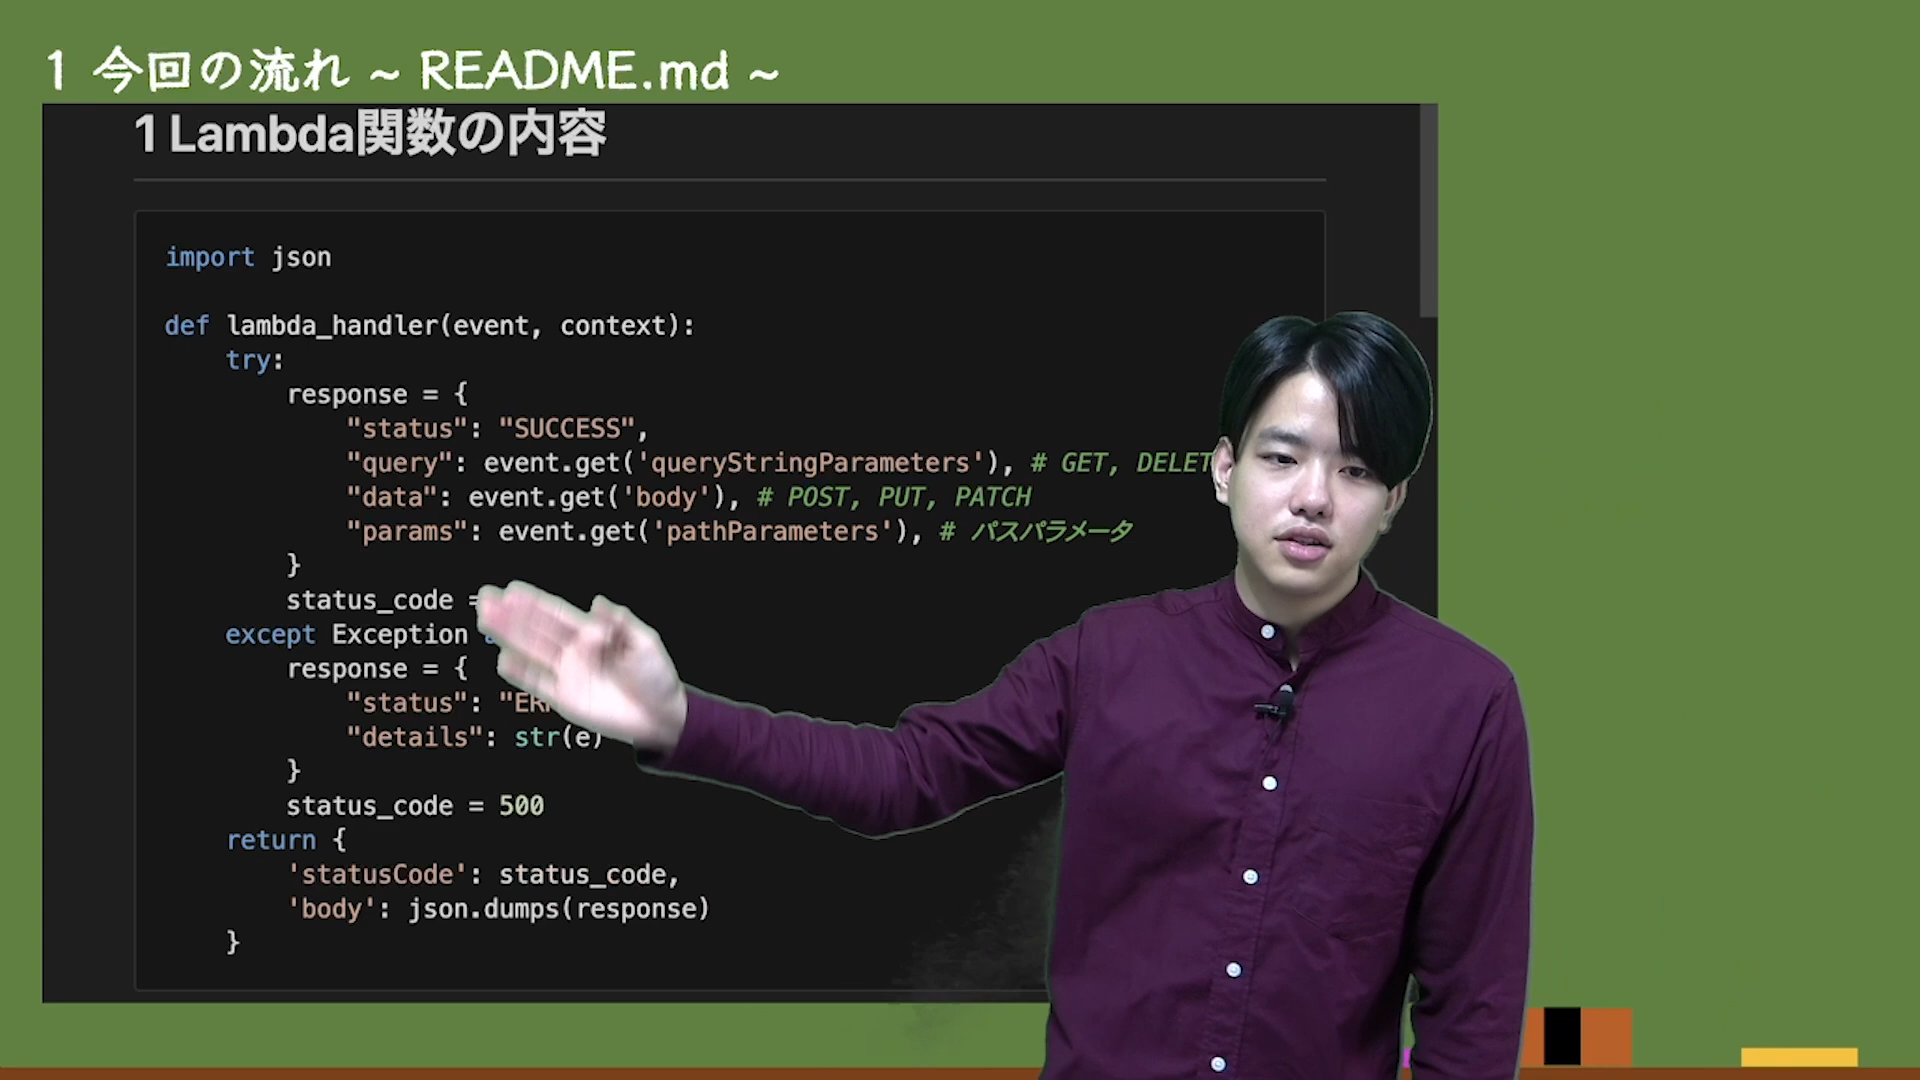 1 今回の流れ ~ README.md ~
1 Lambda関数の内容
import json
def lambda_handler(event, context):
try:
response = {
"status": "SUCCESS",
"query": event.get('queryStringParameters'), # GET,
"data": event.get('body'), # POST, PUT, PATCH
"params": event.get('pathParameters'), # パスパラメータ
}
status_code =
except Exception
response = {
"status":
"details": str(e)
}
status_code = 500
return {
'statusCode': status_code,
'body': json.dumps(response)
}